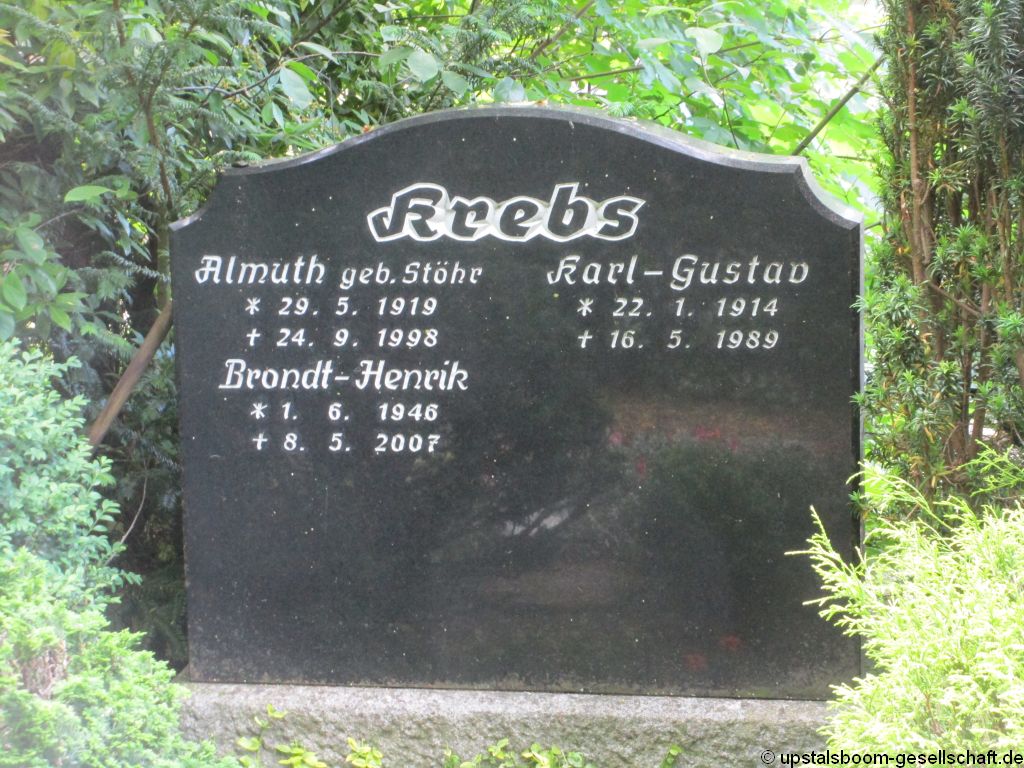 Krebs
Almuth geb. Stöhr
* 29. 5. 1919
† 24. 9. 1998
Brondt-Henrik
* 1. 6. 1946
† 8. 5. 2007
Karl-Gustav
* 22. 1. 1914
† 16. 5. 1989
© upstalsboom-gesellschaft.de